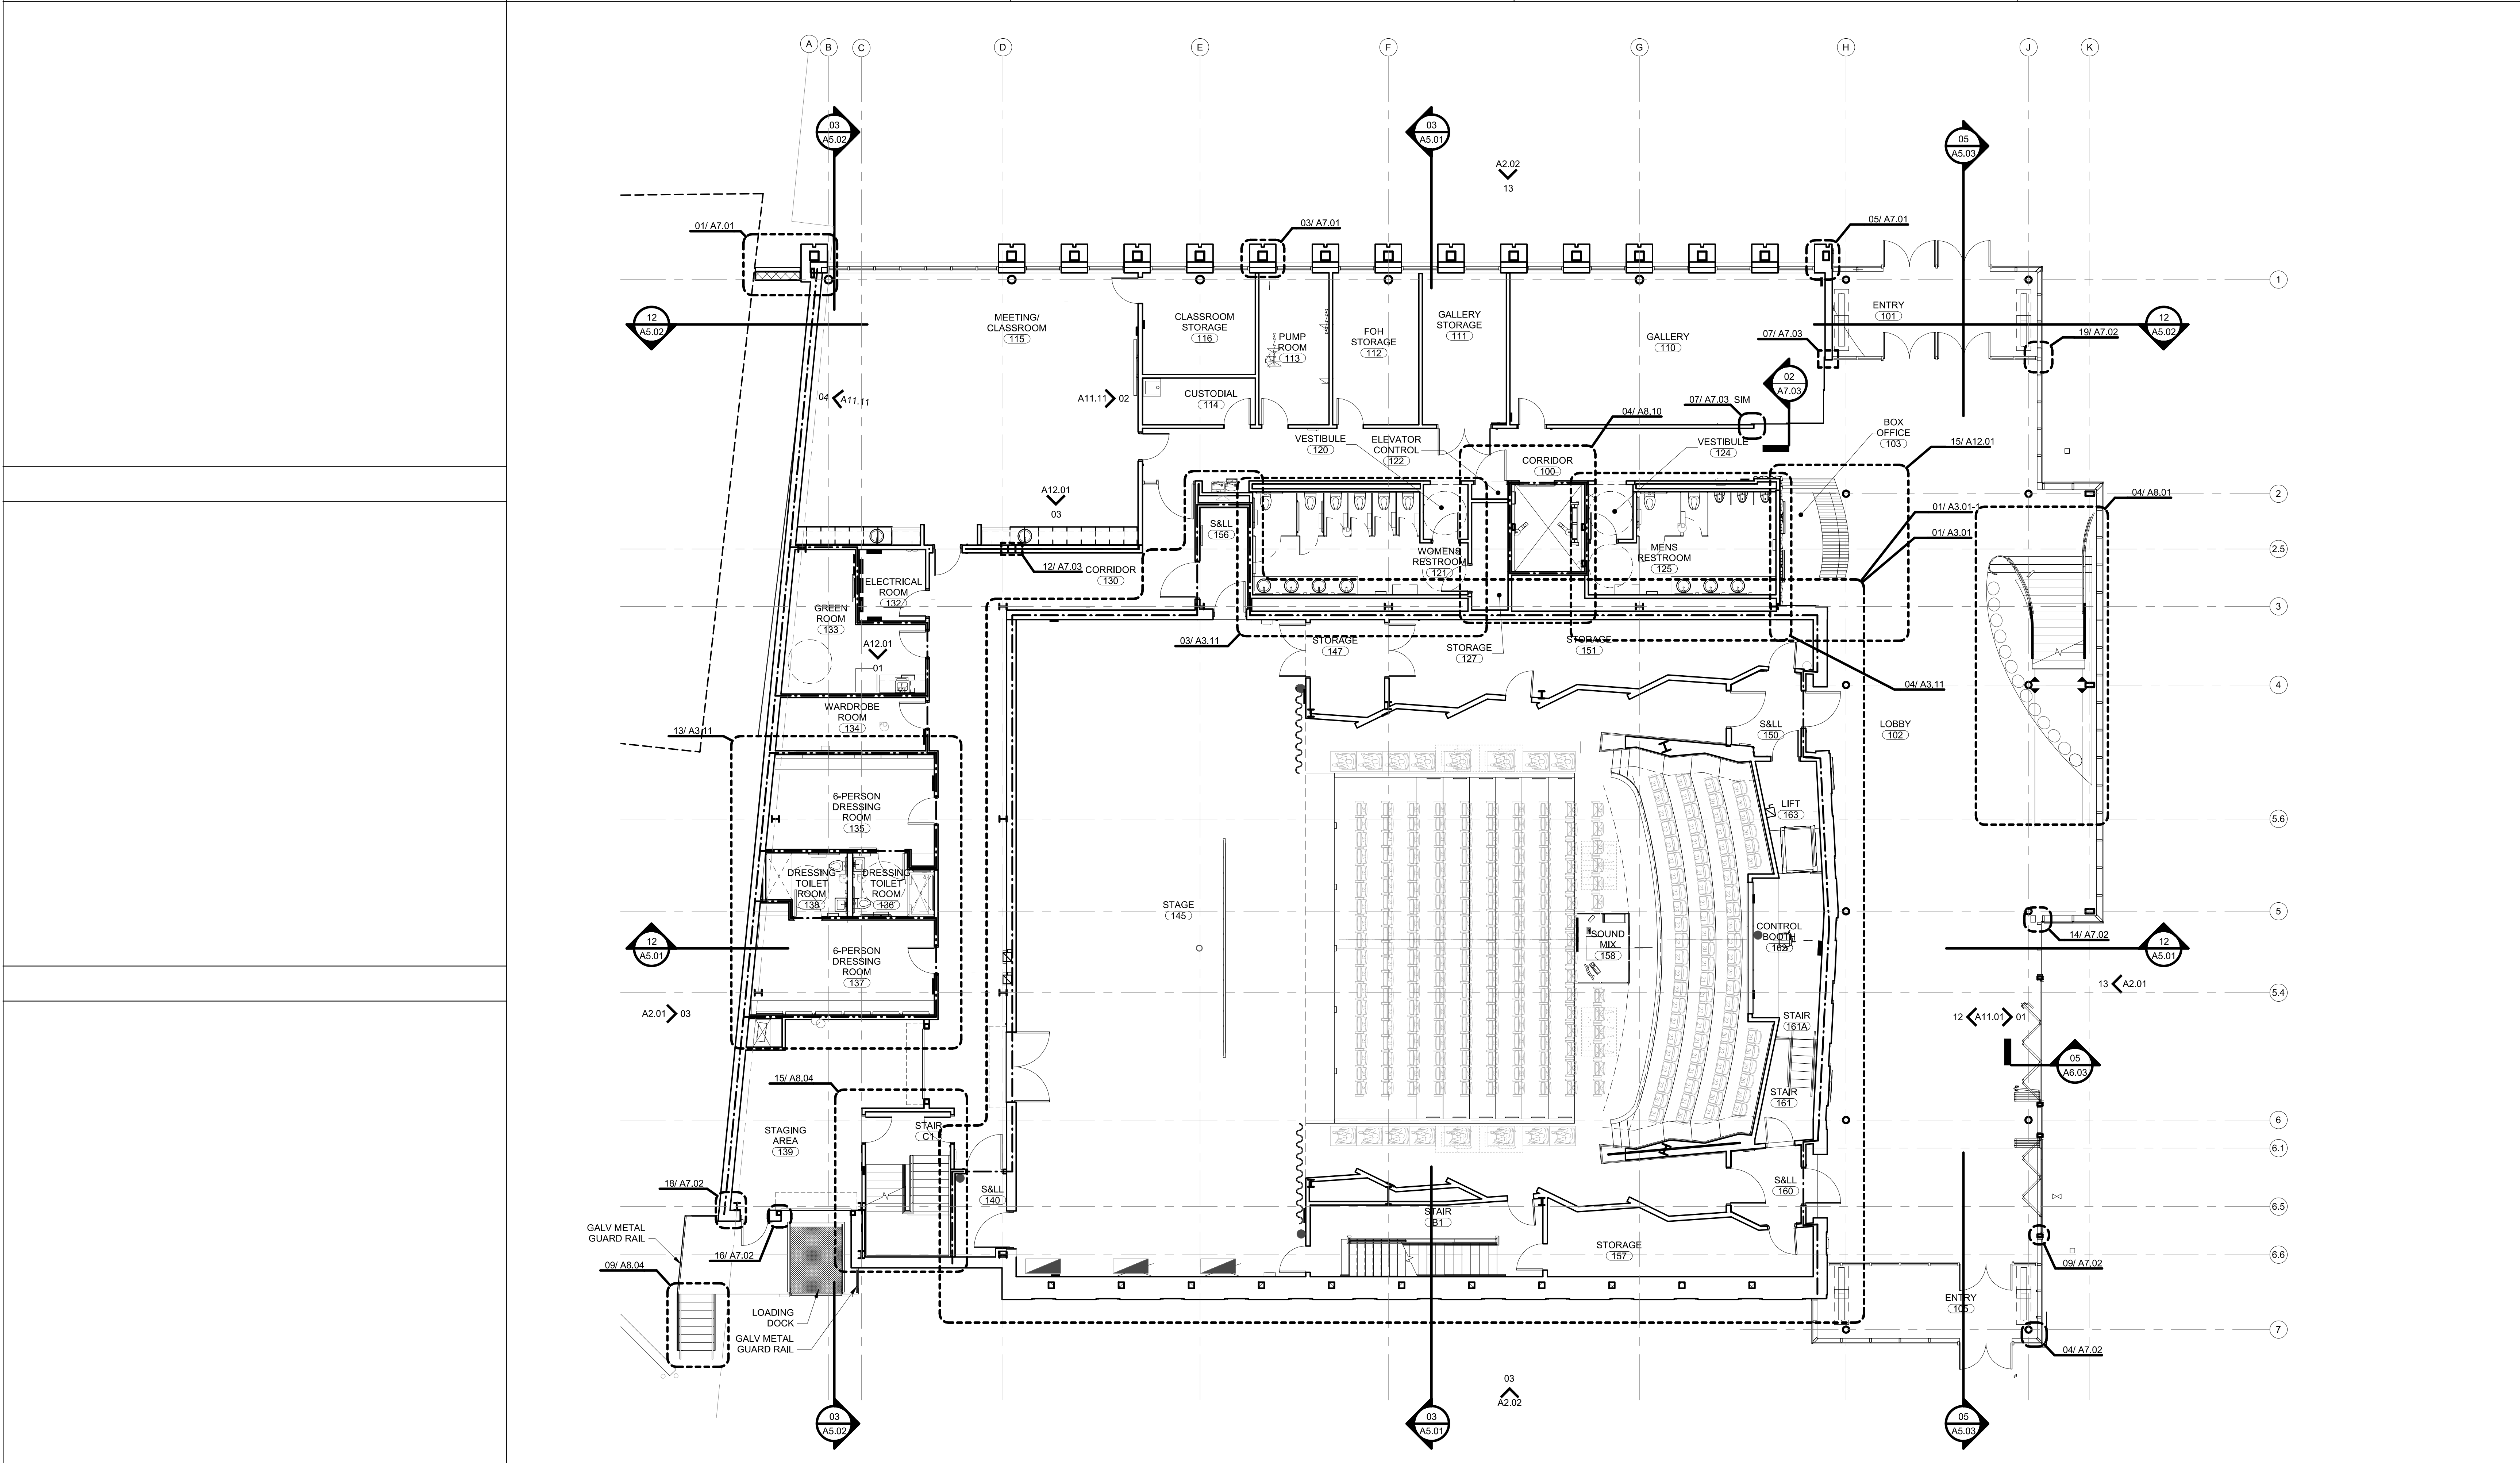 A
B
C
D
E
F
G
H
J
K
03
A5.02
03
A5.01
05
A5.03
A2.02
13
01/ A7.01
03/ A7.01
05/ A7.01
1
12
A5.02
MEETING/
CLASSROOM
115
CLASSROOM
STORAGE
116
PUMP
ROOM
113
FOH
STORAGE
112
GALLERY
STORAGE
111
GALLERY
110
ENTRY
101
12
A5.02
07/ A7.03
19/ A7.02
02
A7.03
04
A11.11
A11.11
02
CUSTODIAL
114
07/ A7.03 SIM
04/ A8.10
VESTIBULE
120
ELEVATOR
CONTROL
122
VESTIBULE
124
BOX
OFFICE
103
15/ A12.01
CORRIDOR
100
A12.01
03
2
04/ A8.01
01/ A3.01-1
01/ A3.01
S&LL
156
WOMENS
RESTROOM
121
MENS
RESTROOM
125
2.5
12/ A7.03
CORRIDOR
130
ELECTRICAL
ROOM
132
GREEN
ROOM
133
3
A12.01
01
03/ A3.11
STORAGE
147
STORAGE
127
STORAGE
151
04/ A3.11
4
WARDROBE
ROOM
134
13/ A3.11
S&LL
150
LOBBY
102
6-PERSON
DRESSING
ROOM
135
LIFT
163
5.6
DRESSING
TOILET
ROOM
138
DRESSING
TOILET
ROOM
136
STAGE
145
5
SOUND
MIX
158
CONTROL
BOOTH
162
14/ A7.02
12
A5.01
6-PERSON
DRESSING
ROOM
137
12
A5.01
13
A2.01
5.4
A2.01
03
STAIR
161A
12
A11.01
01
05
A6.03
15/ A8.04
STAIR
161
STAIR
C1
6
STAGING
AREA
139
6.1
18/ A7.02
S&LL
140
S&LL
160
6.5
GALV METAL
GUARD RAIL
16/ A7.02
STAIR
B1
STORAGE
157
6.6
09/ A8.04
09/ A7.02
LOADING
DOCK
GALV METAL
GUARD RAIL
ENTRY
105
7
04/ A7.02
03
A2.02
03
A5.02
03
A5.01
05
A5.03